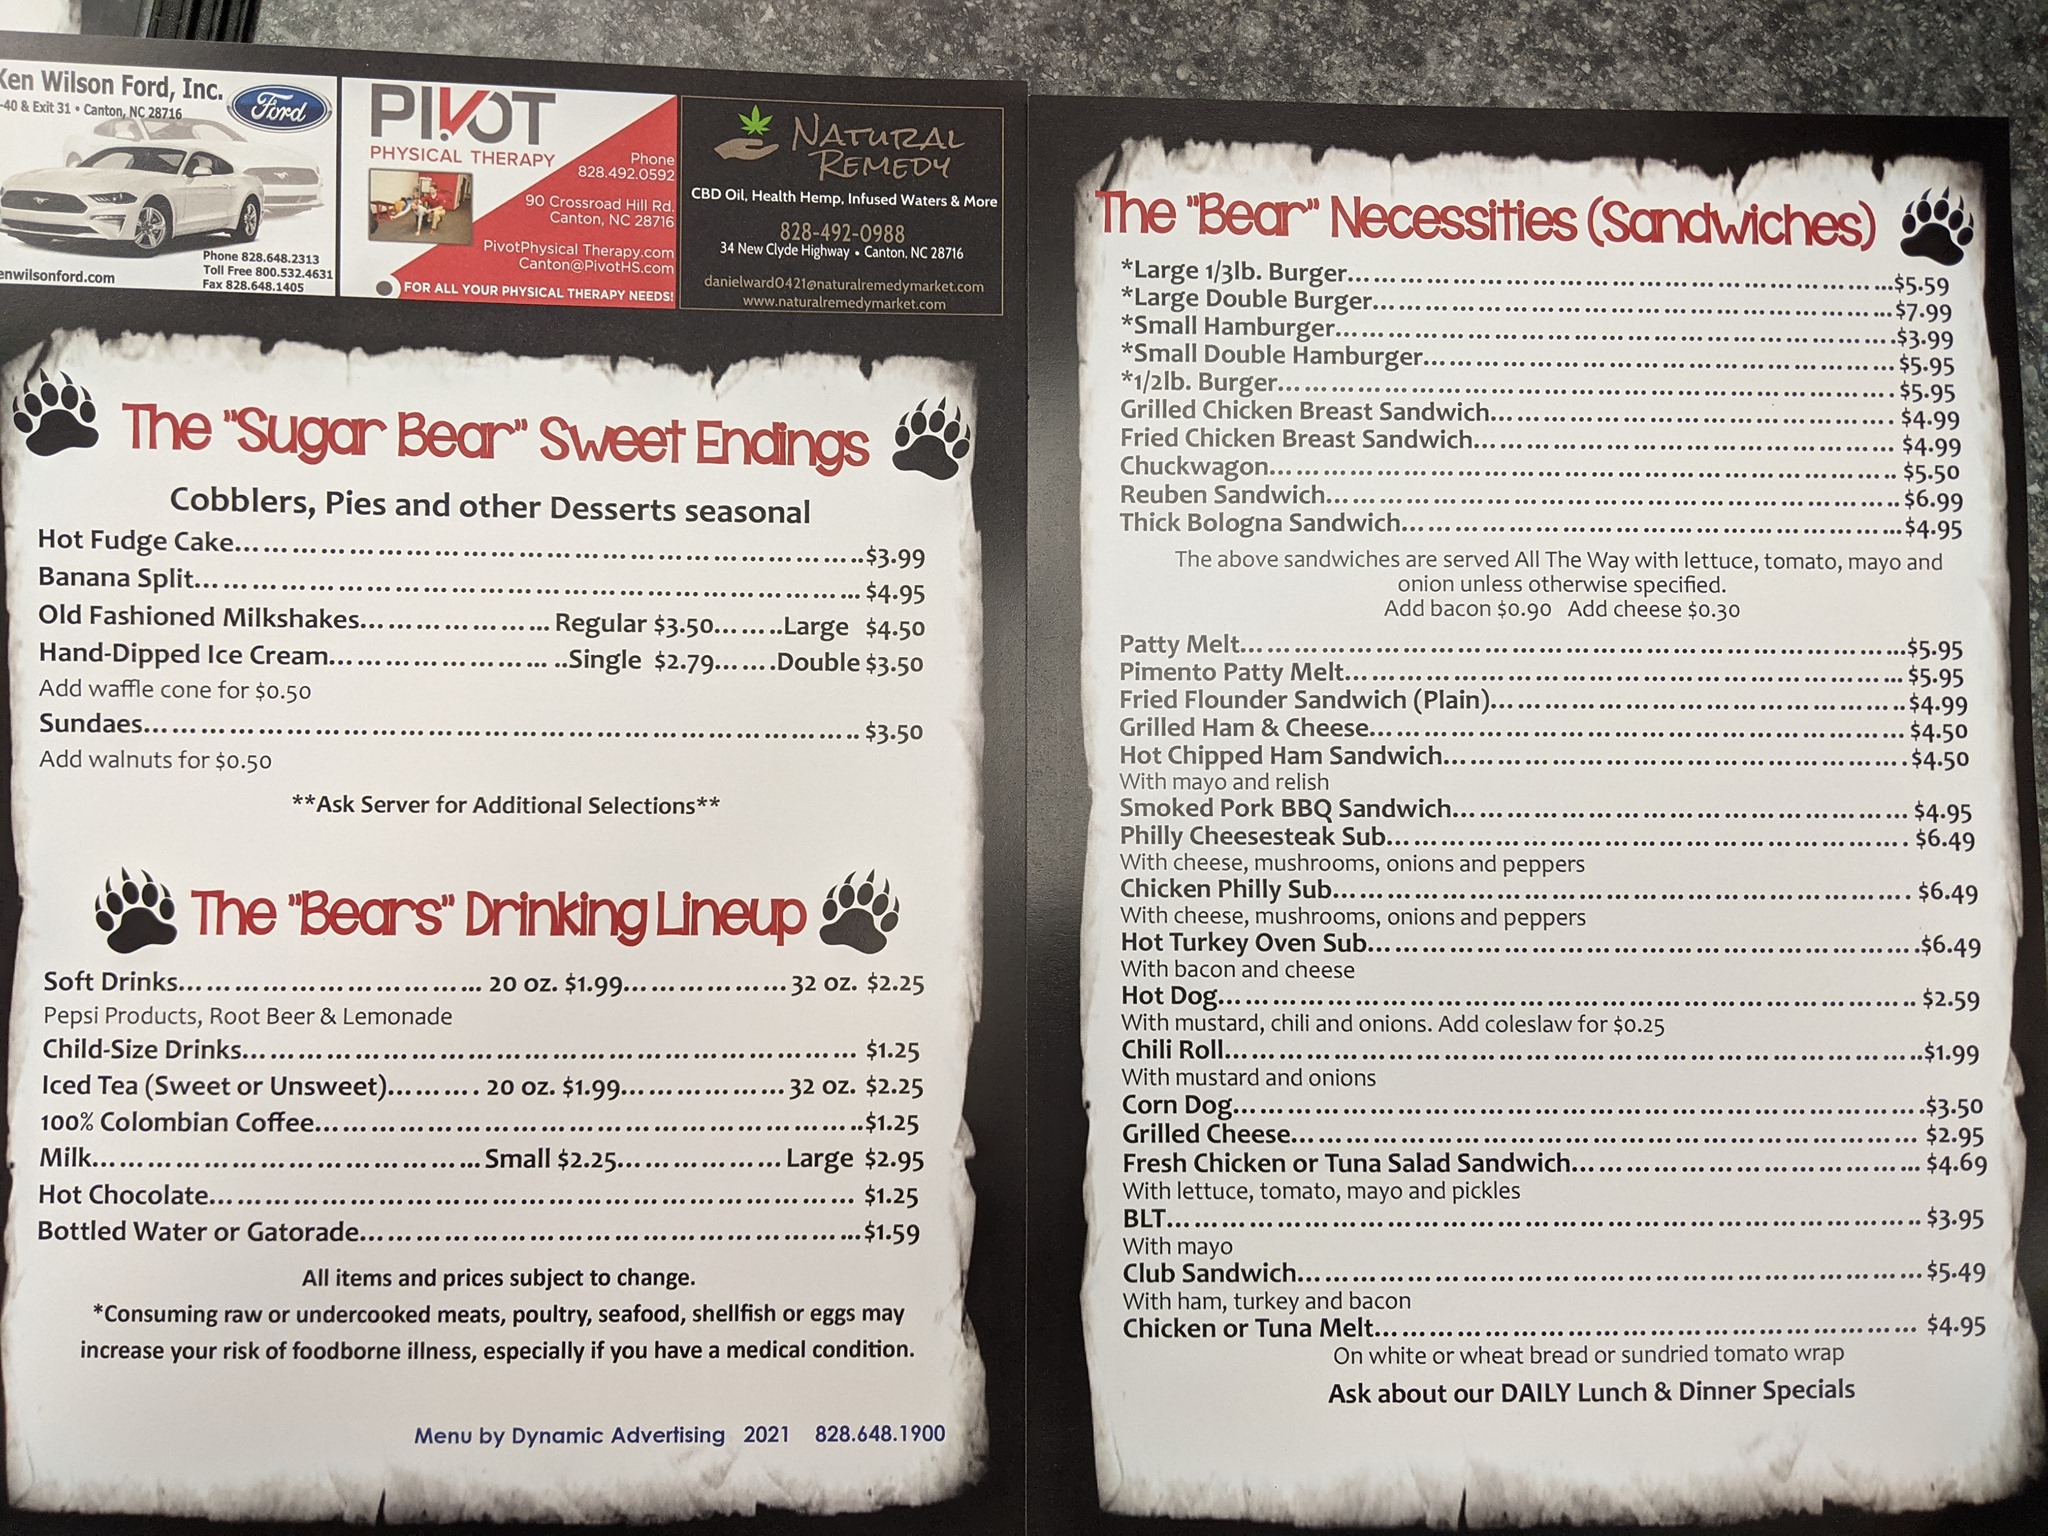 Ken Wilson Ford, Inc.
-40 & Exit 31 • Canton, NC 28716
Ford
Phone 828.648.2313
Toll Free 800.532.4631
Fax 828.648.1405
enwilsonford.com
PIVOT
PHYSICAL THERAPY
Phone
828.492.0592
90 Crossroad Hill Rd.
Canton, NC 28716
PivotPhysical Therapy.com
Canton@PivotHS.com
FOR ALL YOUR PHYSICAL THERAPY NEEDS!
NATURAL
REMEDY
CBD Oil, Health Hemp, Infused Waters & More
828-492-0988
34 New Clyde Highway • Canton, NC 28716
danielward0421@naturalremedymarket.com
www.naturalremedymarket.com
The "Sugar Bear" Sweet Endings
Cobblers, Pies and other Desserts seasonal
Hot Fudge Cake... $3.99
Banana Split... $4.95
Old Fashioned Milkshakes... Regular $3.50... Large $4.50
Hand-Dipped Ice Cream... Single $2.79... Double $3.50
Add waffle cone for $0.50
Sundaes... $3.50
Add walnuts for $0.50
**Ask Server for Additional Selections**
The "Bears" Drinking Lineup
Soft Drinks... 20 oz. $1.99... 32 oz. $2.25
Pepsi Products, Root Beer & Lemonade
Child-Size Drinks... $1.25
Iced Tea (Sweet or Unsweet)... 20 oz. $1.99... 32 oz. $2.25
100% Colombian Coffee... $1.25
Milk... Small $2.25... Large $2.95
Hot Chocolate... $1.25
Bottled Water or Gatorade... $1.59
All items and prices subject to change.
*Consuming raw or undercooked meats, poultry, seafood, shellfish or eggs may
increase your risk of foodborne illness, especially if you have a medical condition.
Menu by Dynamic Advertising 2021 828.648.1900
The "Bear" Necessities (Sandwiches)
*Large 1/3lb. Burger... $5.59
*Large Double Burger... $7.99
*Small Hamburger... $3.99
*Small Double Hamburger... $5.95
*1/2lb. Burger... $5.95
Grilled Chicken Breast Sandwich... $4.99
Fried Chicken Breast Sandwich... $4.99
Chuckwagon... $5.50
Reuben Sandwich... $6.99
Thick Bologna Sandwich... $4.95
The above sandwiches are served All The Way with lettuce, tomato, mayo and
onion unless otherwise specified.
Add bacon $0.90 Add cheese $0.30
Patty Melt... $5.95
Pimento Patty Melt... $5.95
Fried Flounder Sandwich (Plain)... $4.99
Grilled Ham & Cheese... $4.50
Hot Chipped Ham Sandwich... $4.50
With mayo and relish
Smoked Pork BBQ Sandwich... $4.95
Philly Cheesesteak Sub... $6.49
With cheese, mushrooms, onions and peppers
Chicken Philly Sub... $6.49
With cheese, mushrooms, onions and peppers
Hot Turkey Oven Sub... $6.49
With bacon and cheese
Hot Dog... $2.59
With mustard, chili and onions. Add coleslaw for $0.25
Chili Roll... $1.99
With mustard and onions
Corn Dog... $3.50
Grilled Cheese... $2.95
Fresh Chicken or Tuna Salad Sandwich... $4.69
With lettuce, tomato, mayo and pickles
BLT... $3.95
With mayo
Club Sandwich... $5.49
With ham, turkey and bacon
Chicken or Tuna Melt... $4.95
On white or wheat bread or sundried tomato wrap
Ask about our DAILY Lunch & Dinner Specials